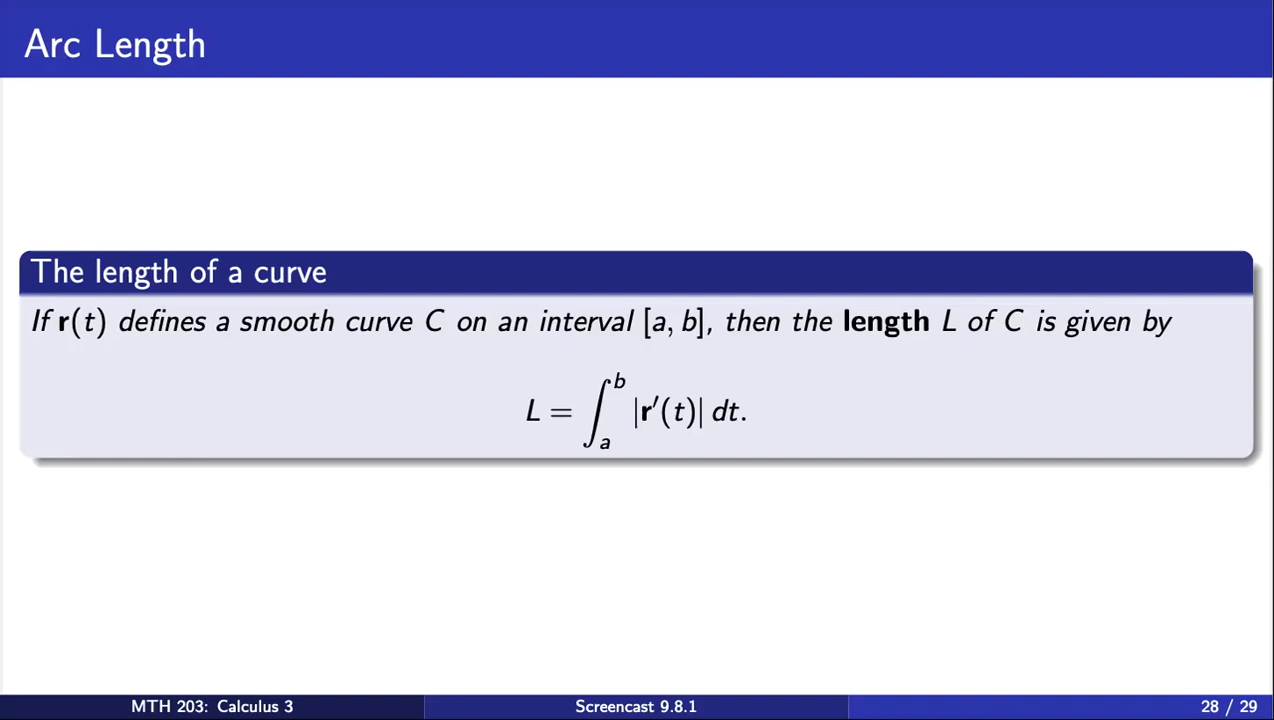 Arc Length
The length of a curve
If r(t) defines a smooth curve C on an interval [a, b], then the length L of C is given by
L = ∫_a^b |r′(t)| dt.
MTH 203: Calculus 3 Screencast 9.8.1 28 / 29